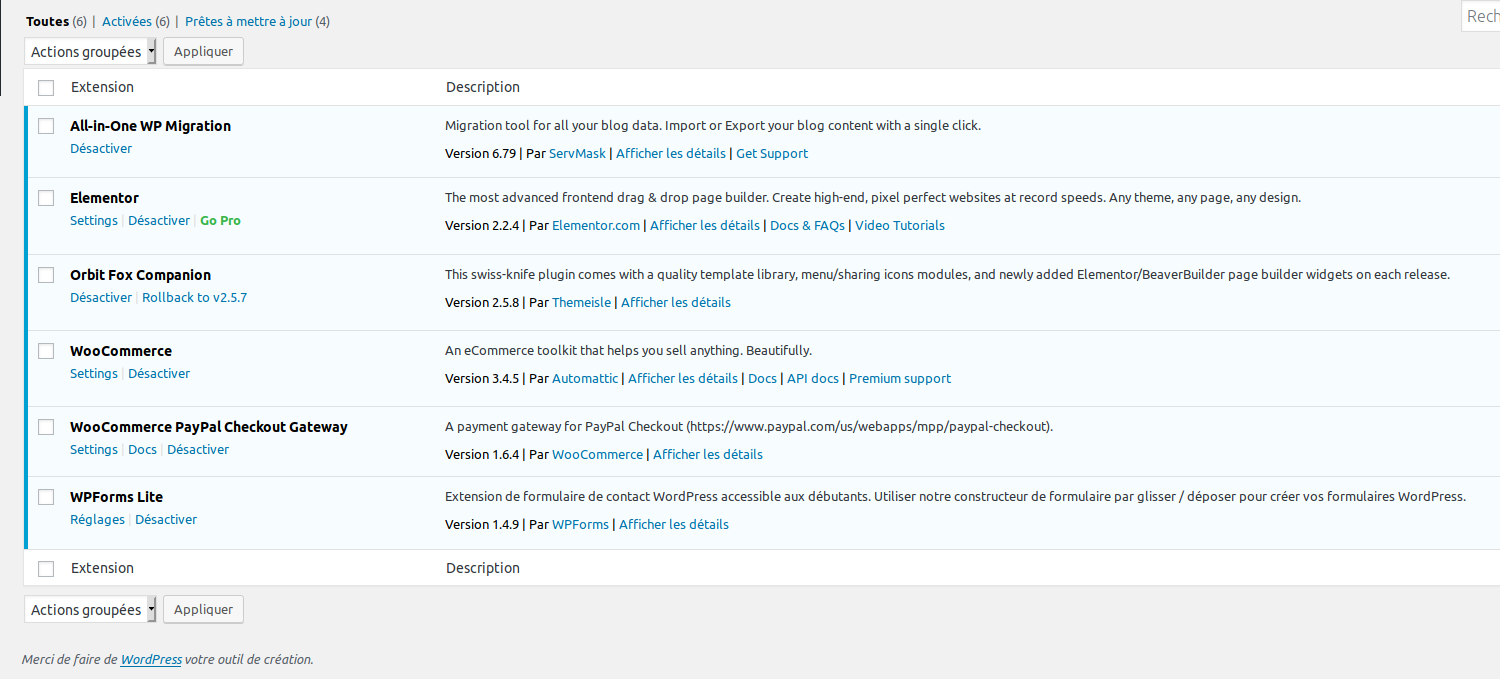 Toutes (6) | Activées (6) | Prêtes à mettre à jour (4)
Rech
Actions groupées Appliquer
Extension Description
All-in-One WP Migration Migration tool for all your blog data. Import or Export your blog content with a single click.
Désactiver Version 6.79 | Par ServMask | Afficher les détails | Get Support
Elementor The most advanced frontend drag & drop page builder. Create high-end, pixel perfect websites at record speeds. Any theme, any page, any design.
Settings | Désactiver | Go Pro Version 2.2.4 | Par Elementor.com | Afficher les détails | Docs & FAQs | Video Tutorials
Orbit Fox Companion This swiss-knife plugin comes with a quality template library, menu/sharing icons modules, and newly added Elementor/BeaverBuilder page builder widgets on each release.
Désactiver | Rollback to v2.5.7 Version 2.5.8 | Par Themeisle | Afficher les détails
WooCommerce An eCommerce toolkit that helps you sell anything. Beautifully.
Settings | Désactiver Version 3.4.5 | Par Automattic | Afficher les détails | Docs | API docs | Premium support
WooCommerce PayPal Checkout Gateway A payment gateway for PayPal Checkout (https://www.paypal.com/us/webapps/mpp/paypal-checkout).
Settings | Docs | Désactiver Version 1.6.4 | Par WooCommerce | Afficher les détails
WPForms Lite Extension de formulaire de contact WordPress accessible aux débutants. Utiliser notre constructeur de formulaire par glisser / déposer pour créer vos formulaires WordPress.
Réglages | Désactiver Version 1.4.9 | Par WPForms | Afficher les détails
Extension Description
Actions groupées Appliquer
Merci de faire de WordPress votre outil de création.